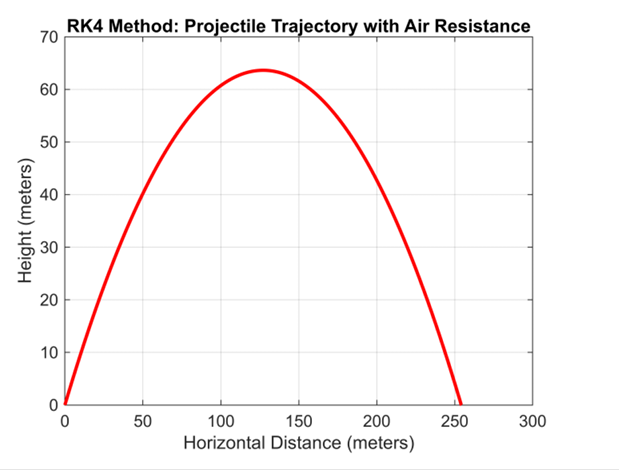 RK4 Method: Projectile Trajectory with Air Resistance
70
60
50
40
30
20
10
0
Height (meters)
0 50 100 150 200 250 300
Horizontal Distance (meters)